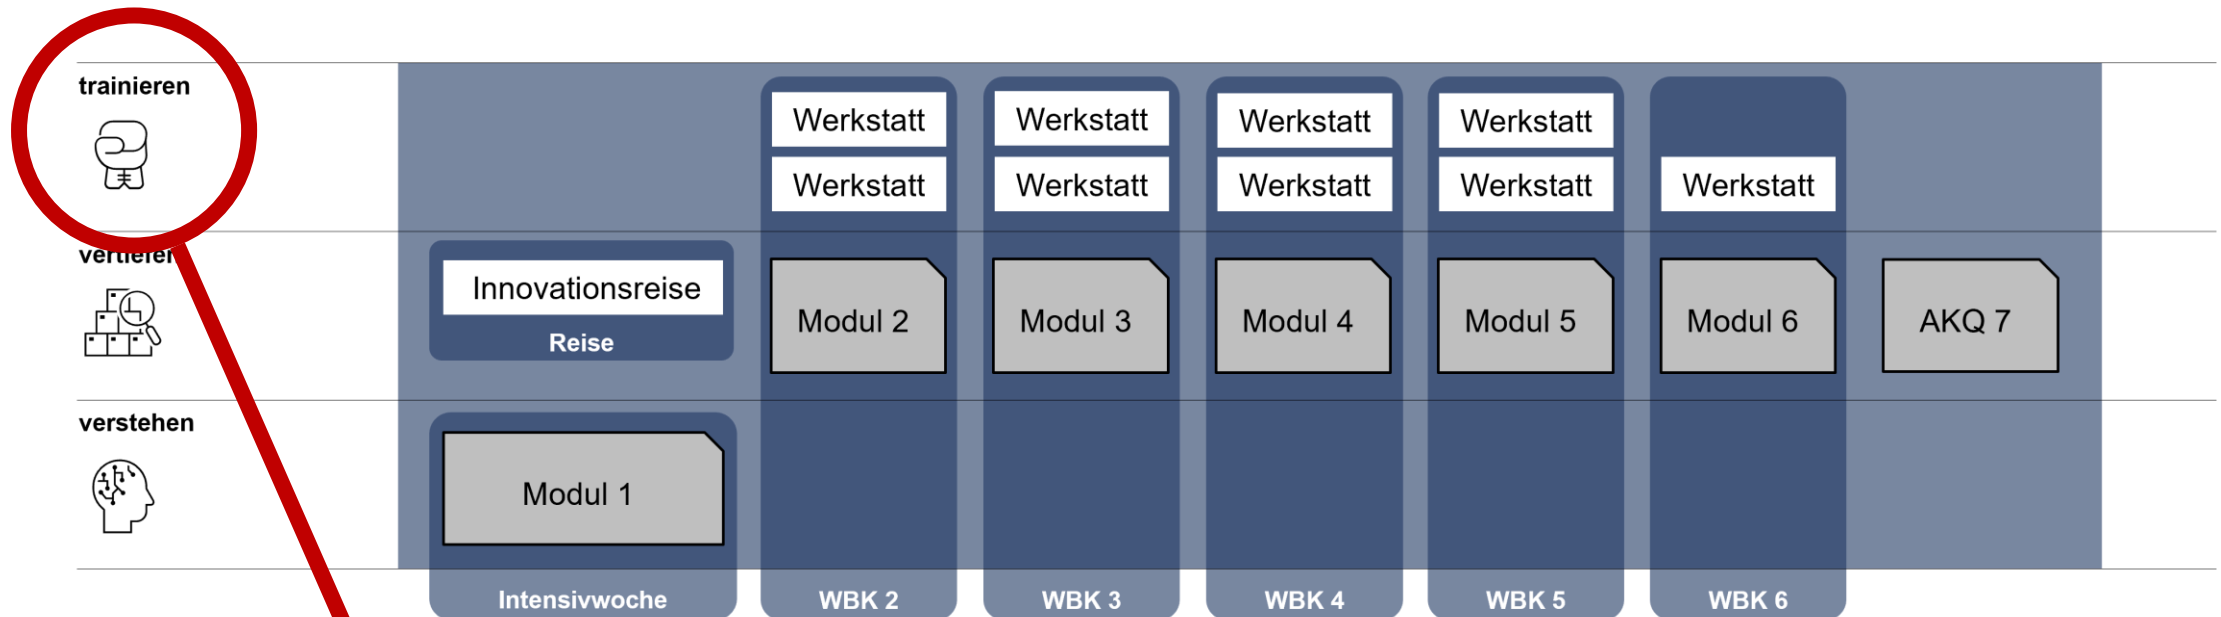 trainieren
Werkstatt Werkstatt Werkstatt Werkstatt
Werkstatt Werkstatt Werkstatt Werkstatt Werkstatt
vertiefen
Innovationsreise
Reise
Modul 2 Modul 3 Modul 4 Modul 5 Modul 6 AKQ 7
verstehen
Modul 1
Intensivwoche WBK 2 WBK 3 WBK 4 WBK 5 WBK 6